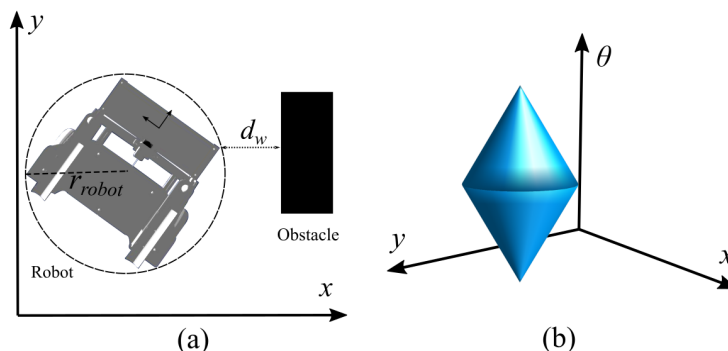 y
d_w
r_robot
Obstacle
Robot
x
(a)
θ
y
x
(b)